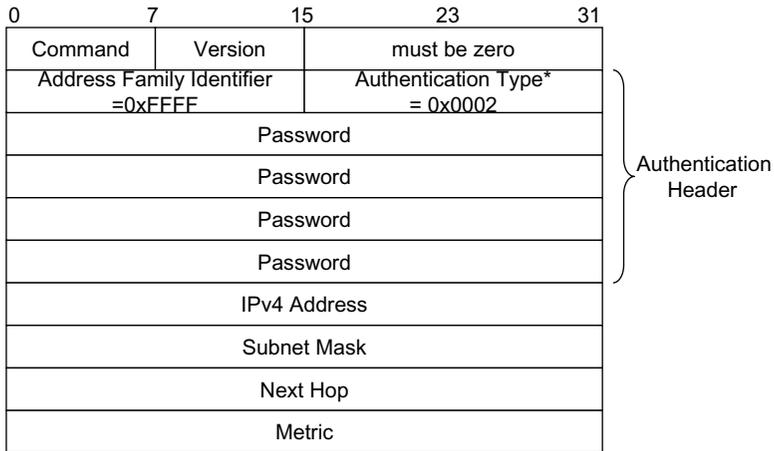 0 7 15 23 31
Command Version must be zero
Address Family Identifier Authentication Type*
=0xFFFF = 0x0002
Password
Password
Authentication
Header
Password
Password
IPv4 Address
Subnet Mask
Next Hop
Metric